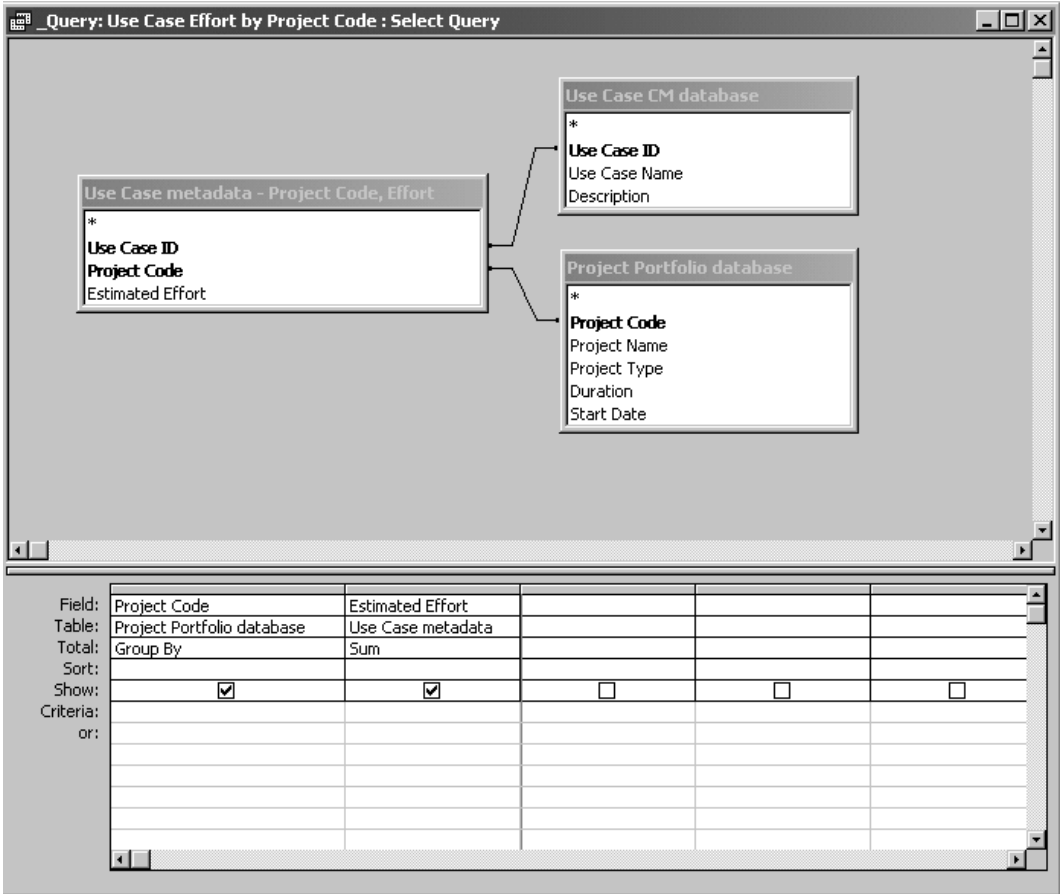 _Query: Use Case Effort by Project Code : Select Query
Use Case CM database
*
Use Case ID
Use Case Name
Description
Use Case metadata - Project Code, Effort
*
Use Case ID
Project Code
Estimated Effort
Project Portfolio database
*
Project Code
Project Name
Project Type
Duration
Start Date
Field: Project Code Estimated Effort
Table: Project Portfolio database Use Case metadata
Total: Group By Sum
Sort:
Show:
Criteria:
or: